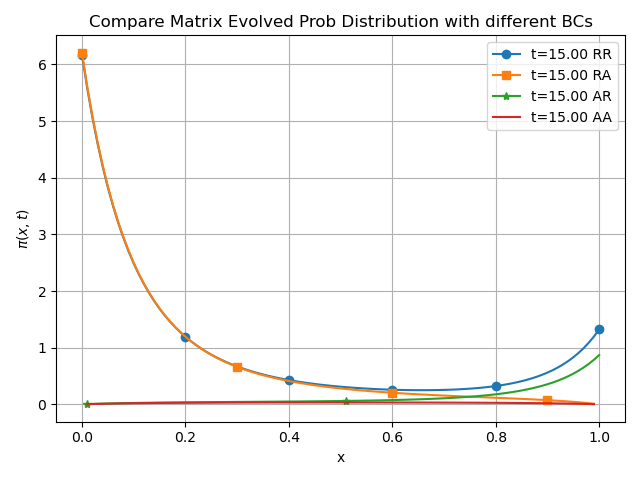 Compare Matrix Evolved Prob Distribution with different BCs
t=15.00 RR
t=15.00 RA
t=15.00 AR
t=15.00 AA
6
5
4
3
2
1
0
π(x, t)
0.0 0.2 0.4 0.6 0.8 1.0
x